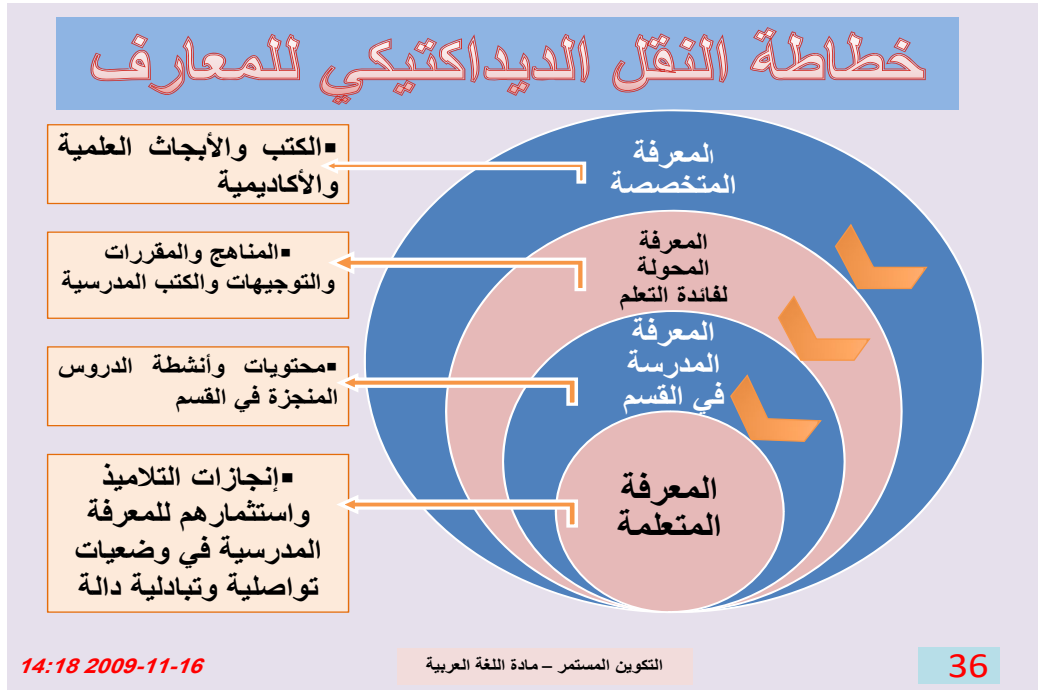 خطاطة النقل الديداكتيكي للمعارف
المعرفة
المتخصصة
▪الكتب والأبحاث العلمية
والأكاديمية
المعرفة
المحولة
لفائدة التعلم
▪المناهج والمقررات
والتوجيهات والكتب المدرسية
المعرفة
المدرسة
في القسم
▪محتويات وأنشطة الدروس
المنجزة في القسم
المعرفة
المتعلمة
▪إنجازات التلاميذ
واستثمارهم للمعرفة
المدرسية في وضعيات
تواصلية وتبادلية دالة
36
التكوين المستمر – مادة اللغة العربية
14:18 2009-11-16